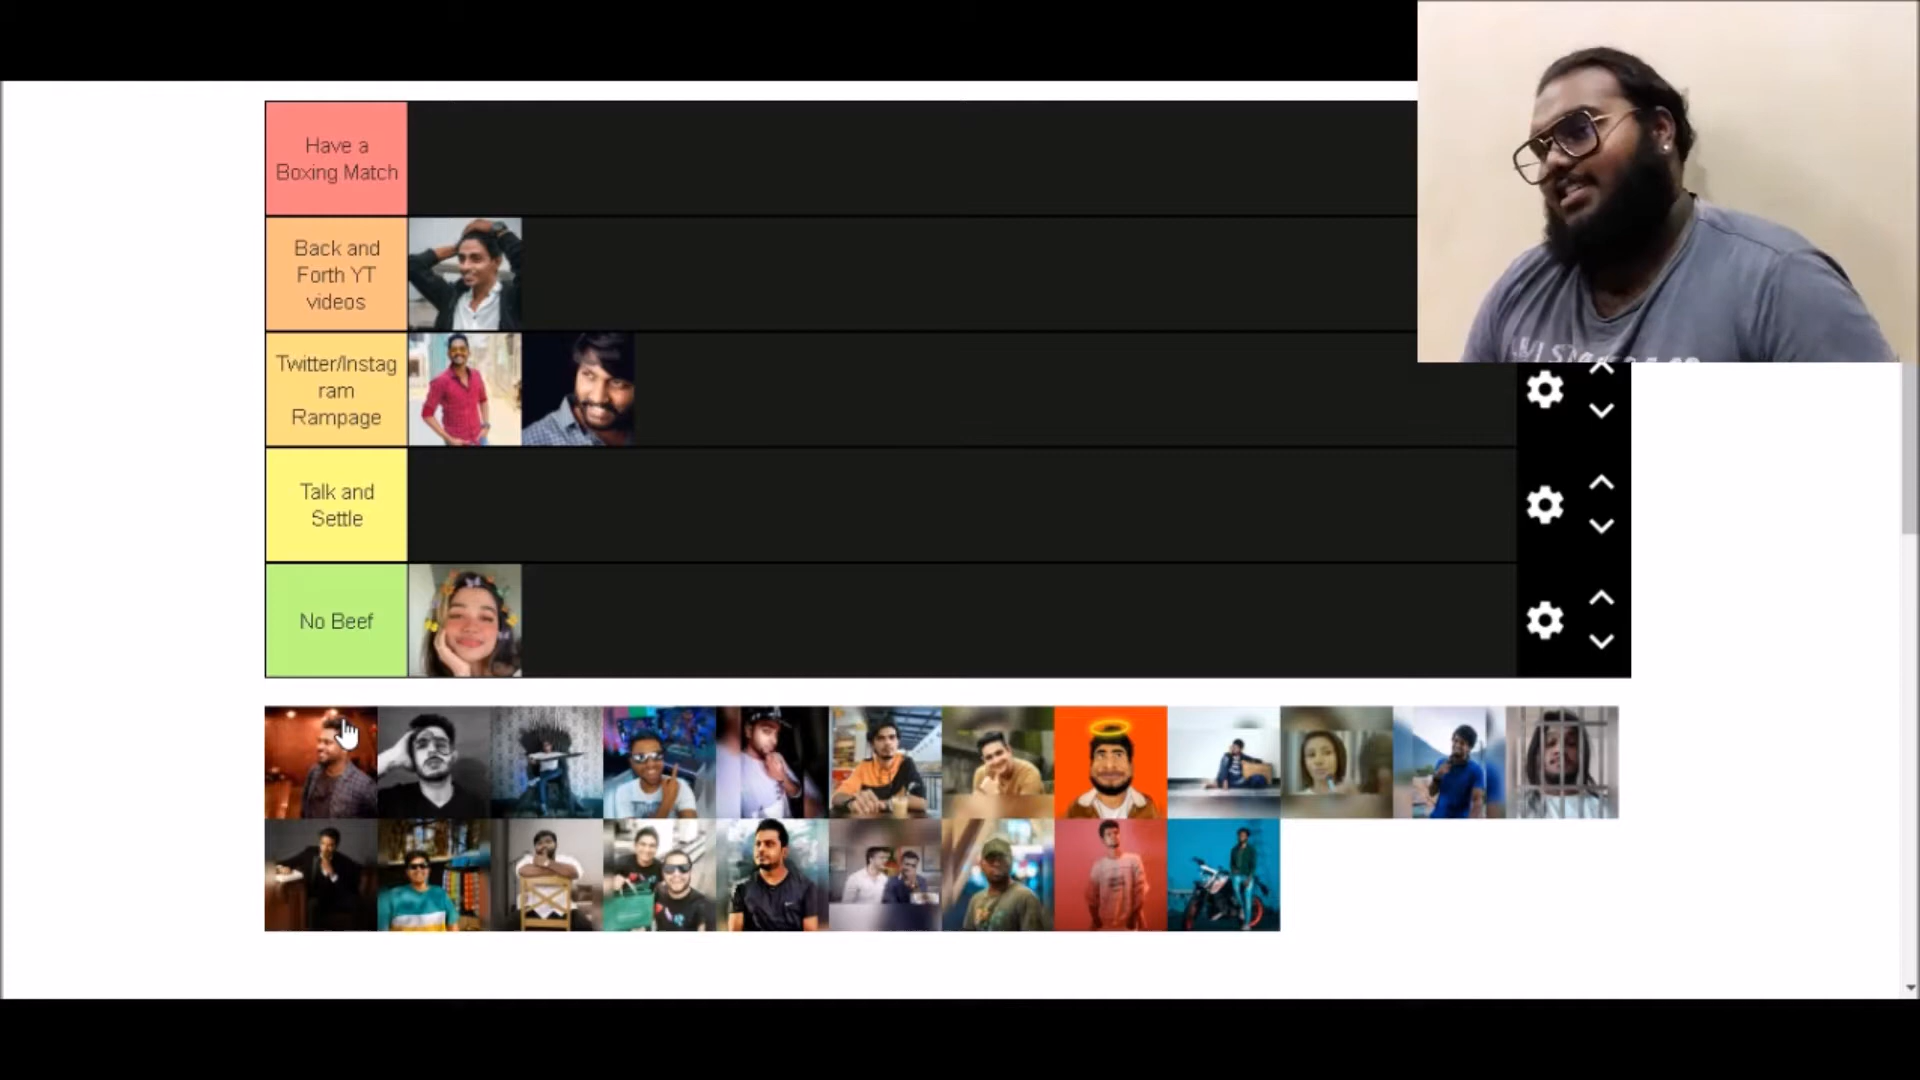 Have a
Boxing Match
Back and
Forth YT
videos
Twitter/Instag
ram
Rampage
Talk and
Settle
No Beef